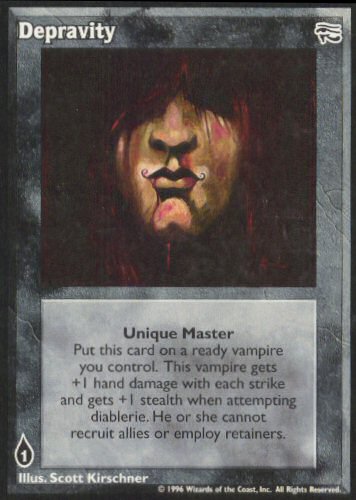 Depravity
Unique Master
Put this card on a ready vampire
you control. This vampire gets
+1 hand damage with each strike
and gets +1 stealth when attempting
diablerie. He or she cannot
recruit allies or employ retainers.
1
Illus. Scott Kirschner
© 1996 Wizards of the Coast, Inc. All rights reserved.